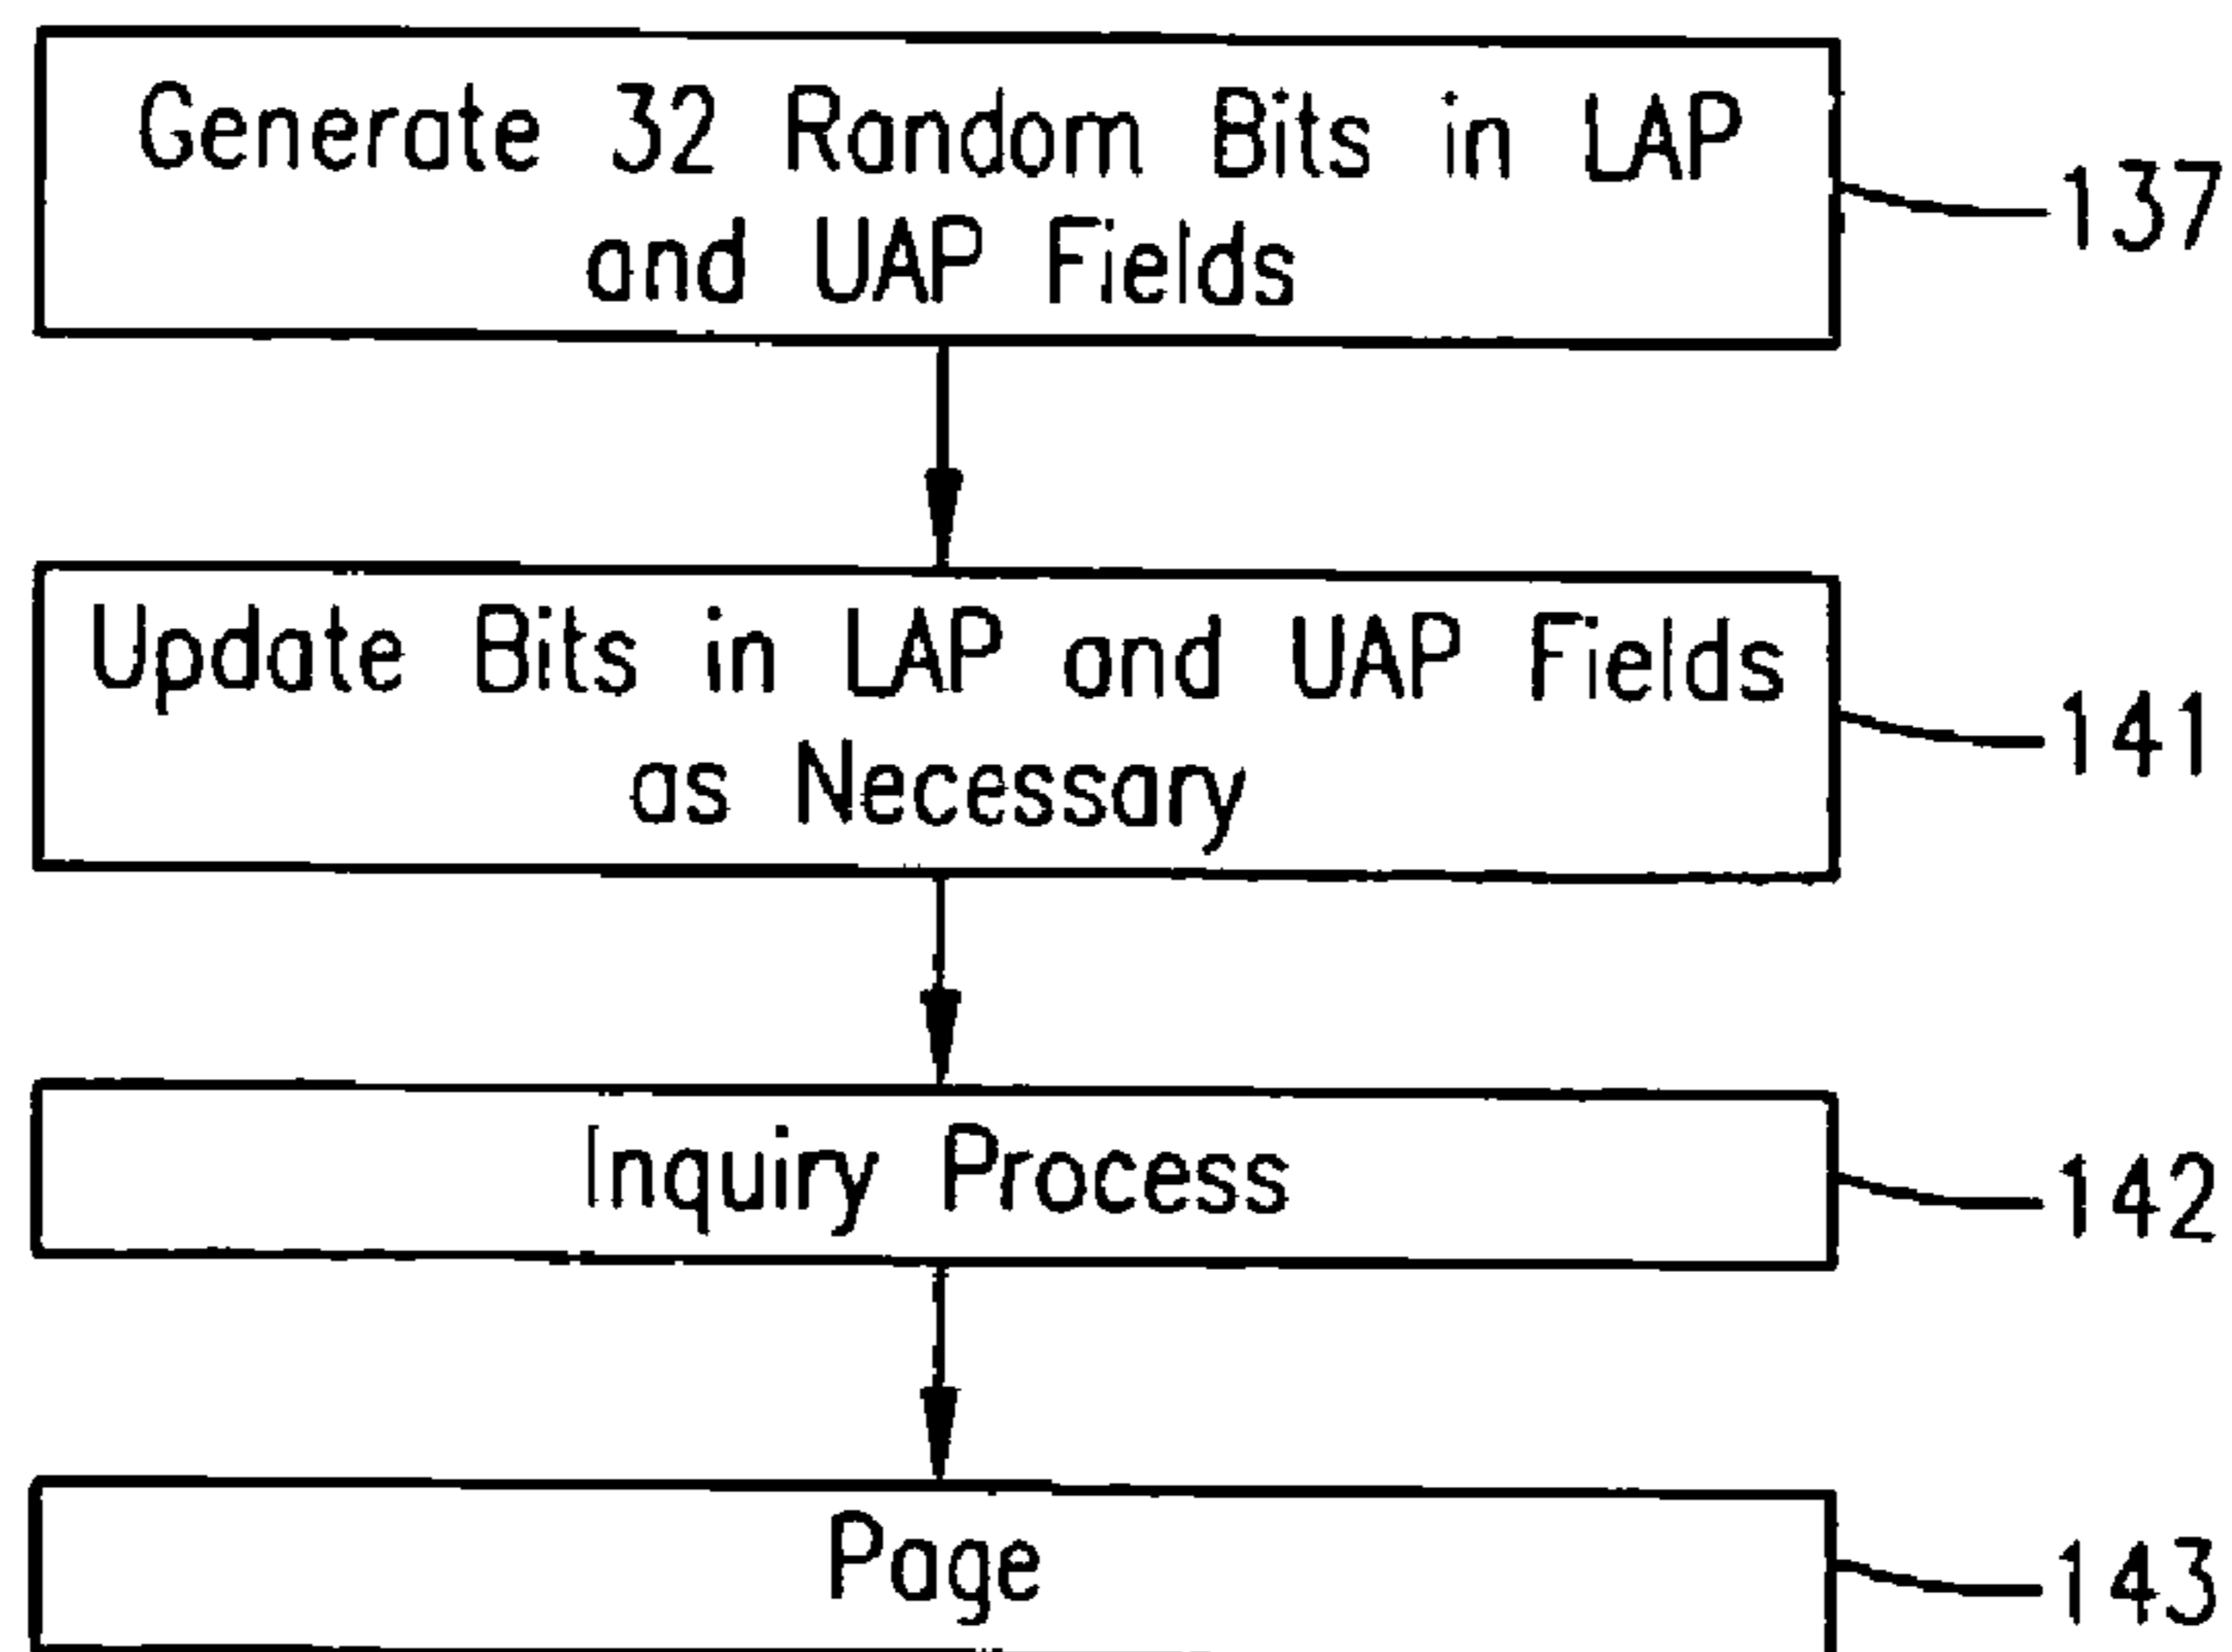 Generate 32 Random Bits in LAP
and UAP Fields
137
Update Bits in LAP and UAP Fields
as Necessary
141
Inquiry Process
142
Page
143